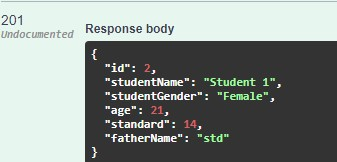 201
Undocumented
Response body
{
  "id": 2,
  "studentName": "Student 1",
  "studentGender": "Female",
  "age": 21,
  "standard": 14,
  "fatherName": "std"
}